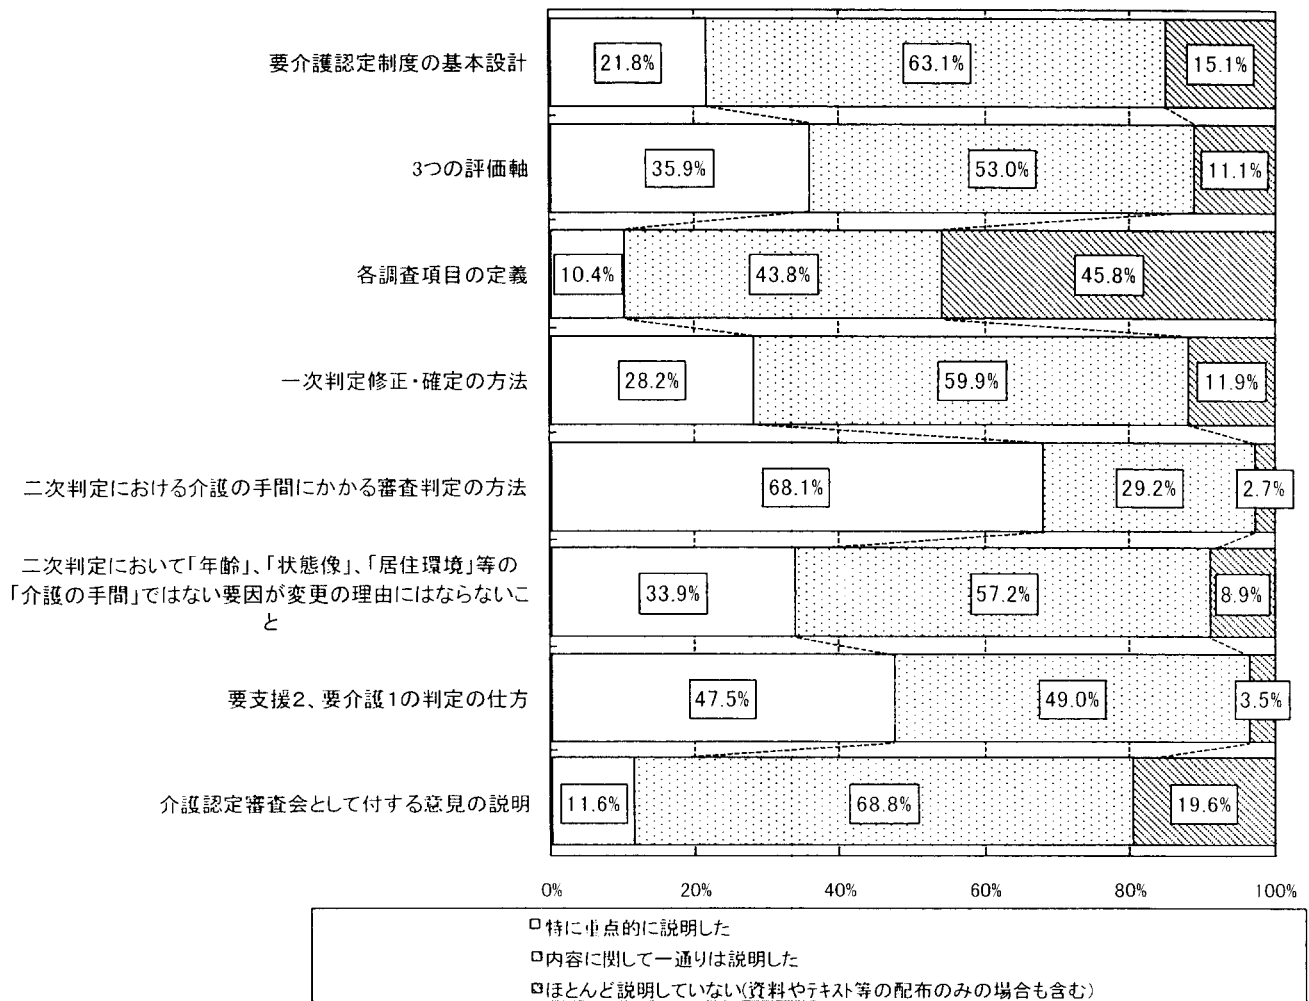 要介護認定制度の基本設計
21.8%
63.1%
15.1%
3つの評価軸
35.9%
53.0%
11.1%
各調査項目の定義
10.4%
43.8%
45.8%
一次判定修正・確定の方法
28.2%
59.9%
11.9%
二次判定における介護の手間にかかる審査判定の方法
68.1%
29.2%
2.7%
二次判定において「年齢」、「状態像」、「居住環境」等の
「介護の手間」ではない要因が変更の理由にはならないこ
と
33.9%
57.2%
8.9%
要支援2、要介護1の判定の仕方
47.5%
49.0%
3.5%
介護認定審査会として付する意見の説明
11.6%
68.8%
19.6%
0%
20%
40%
60%
80%
100%
特に重点的に説明した
内容に関して一通りは説明した
ほとんど説明していない(資料やテキスト等の配布のみの場合も含む)